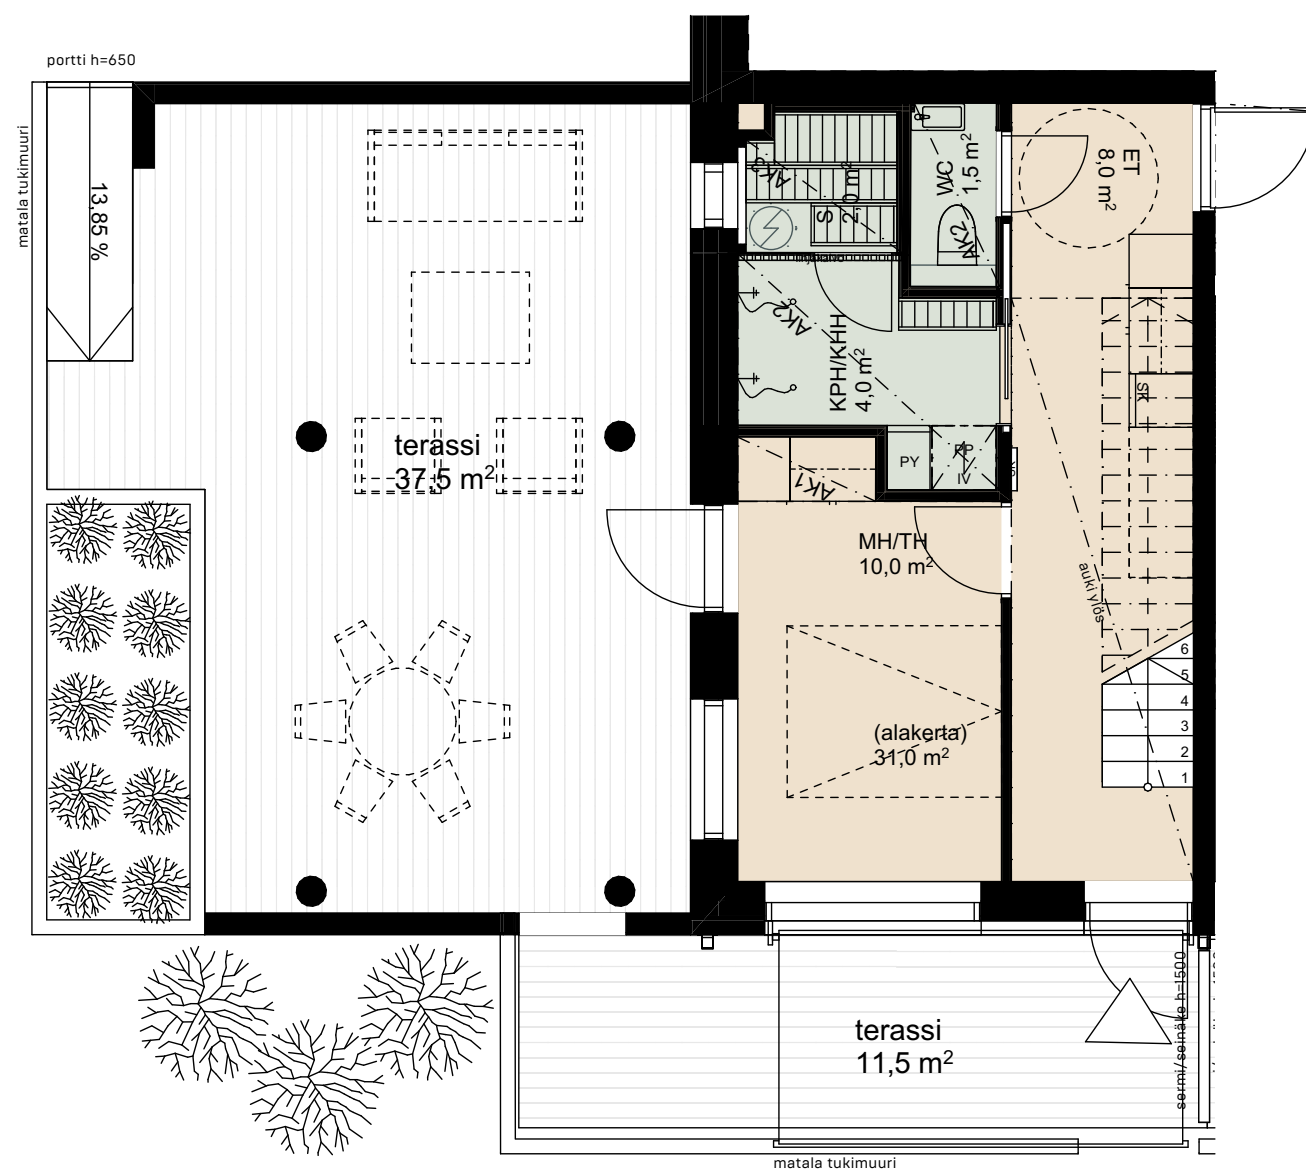 portti h=650
matala tukimuuri
13,85 %
terassi
37,5 m²
AK2
S
2,0 m²
WC
1,5 m²
AK2
ET
8,0 m²
AK2
KPH/KHH
4,0 m²
SK
PY
PP
IV
AK1
SK
MH/TH
10,0 m²
auki ylös
(alakerta)
31,0 m²
6
5
4
3
2
1
terassi
11,5 m²
sermi/seinäke h=1500
matala tukimuuri